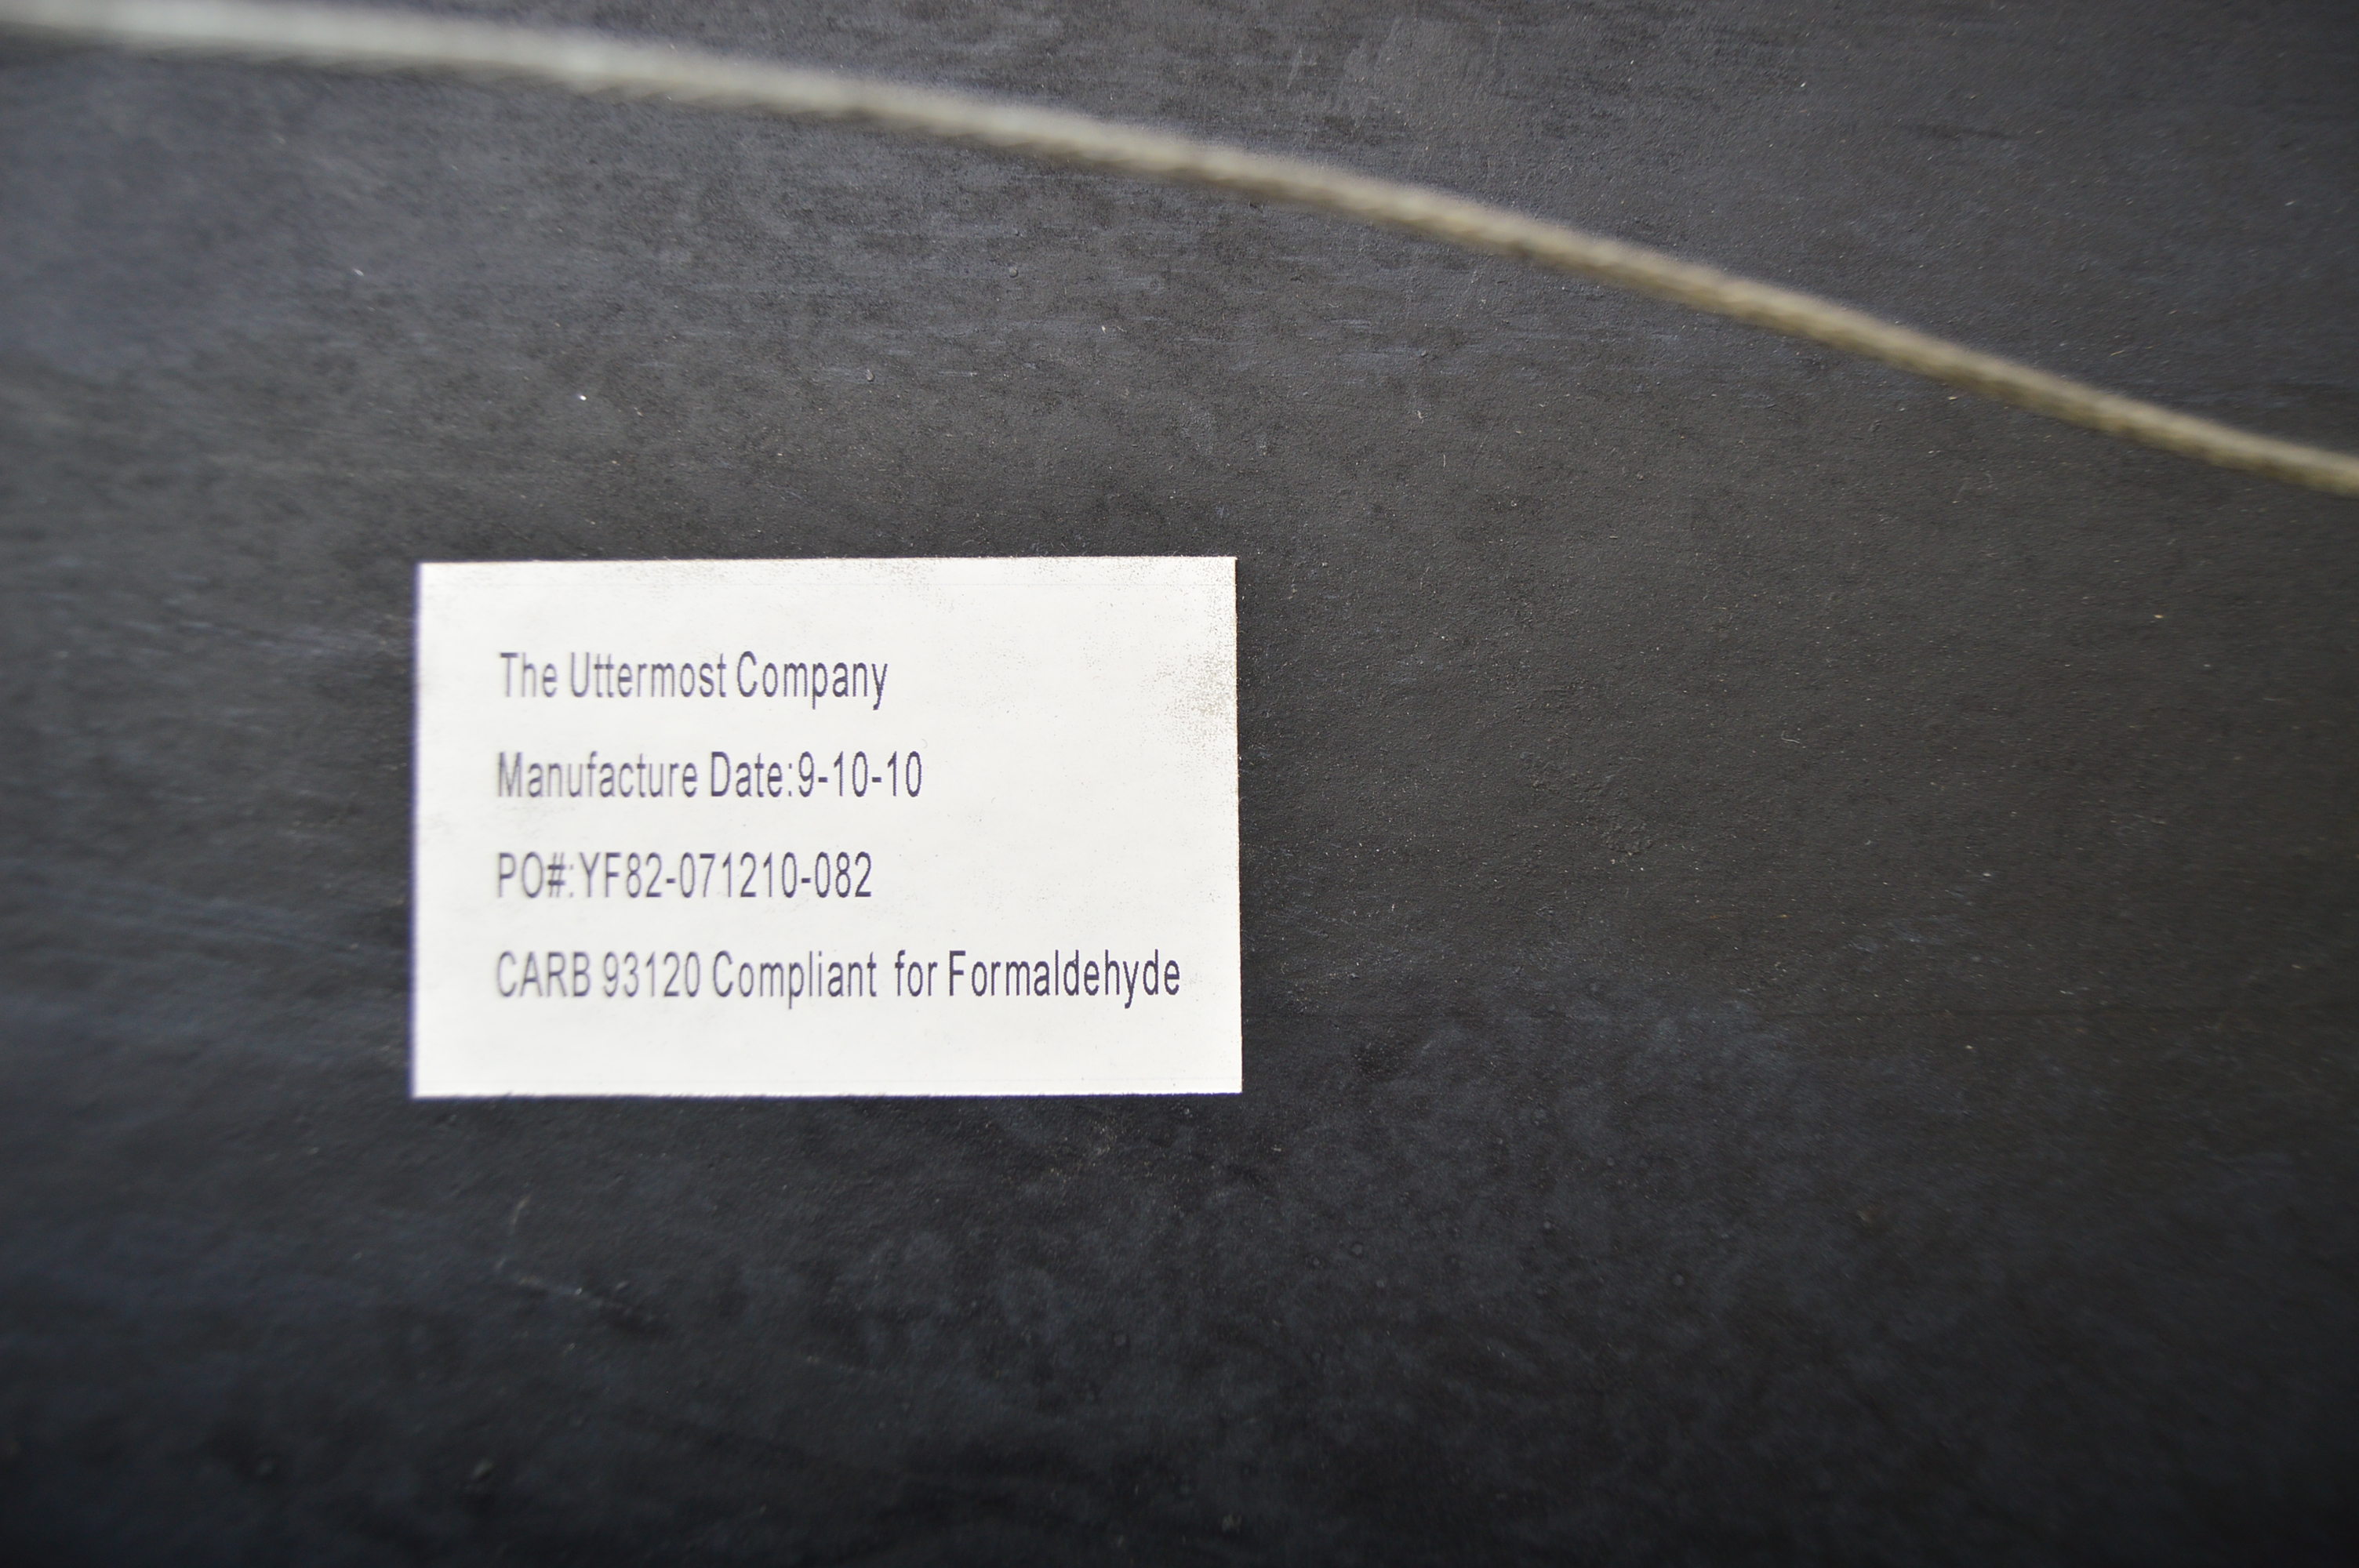 The Uttermost Company
Manufacture Date:9-10-10
PO#:YF82-071210-082
CARB 93120 Compliant for Formaldehyde